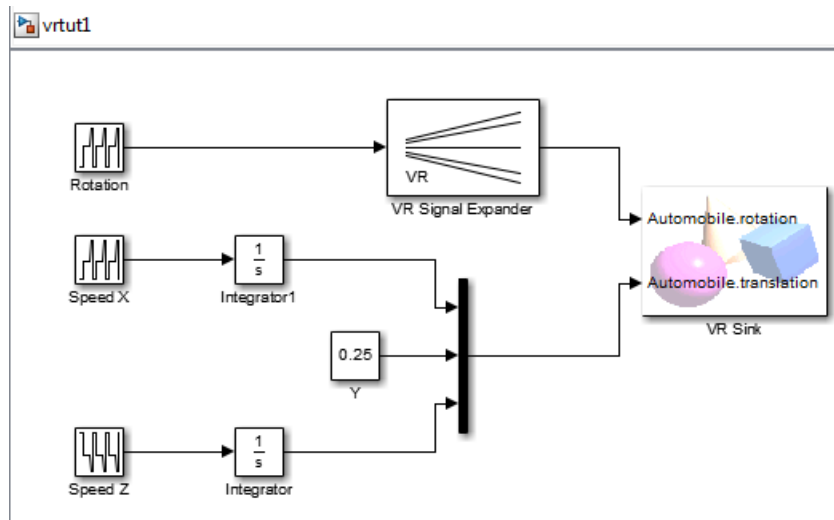 vrtut1
Rotation
VR
VR Signal Expander
Automobile.rotation
Automobile.translation
VR Sink
Speed X
1
s
Integrator1
0.25
Y
Speed Z
1
s
Integrator